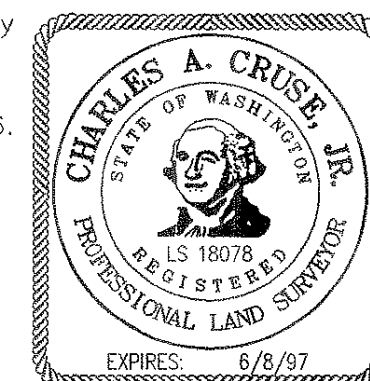 y
S.
CHARLES A. CRUSE, JR.
STATE OF WASHINGTON
LS 18078
REGISTERED
PROFESSIONAL LAND SURVEYOR
EXPIRES: 6/8/97